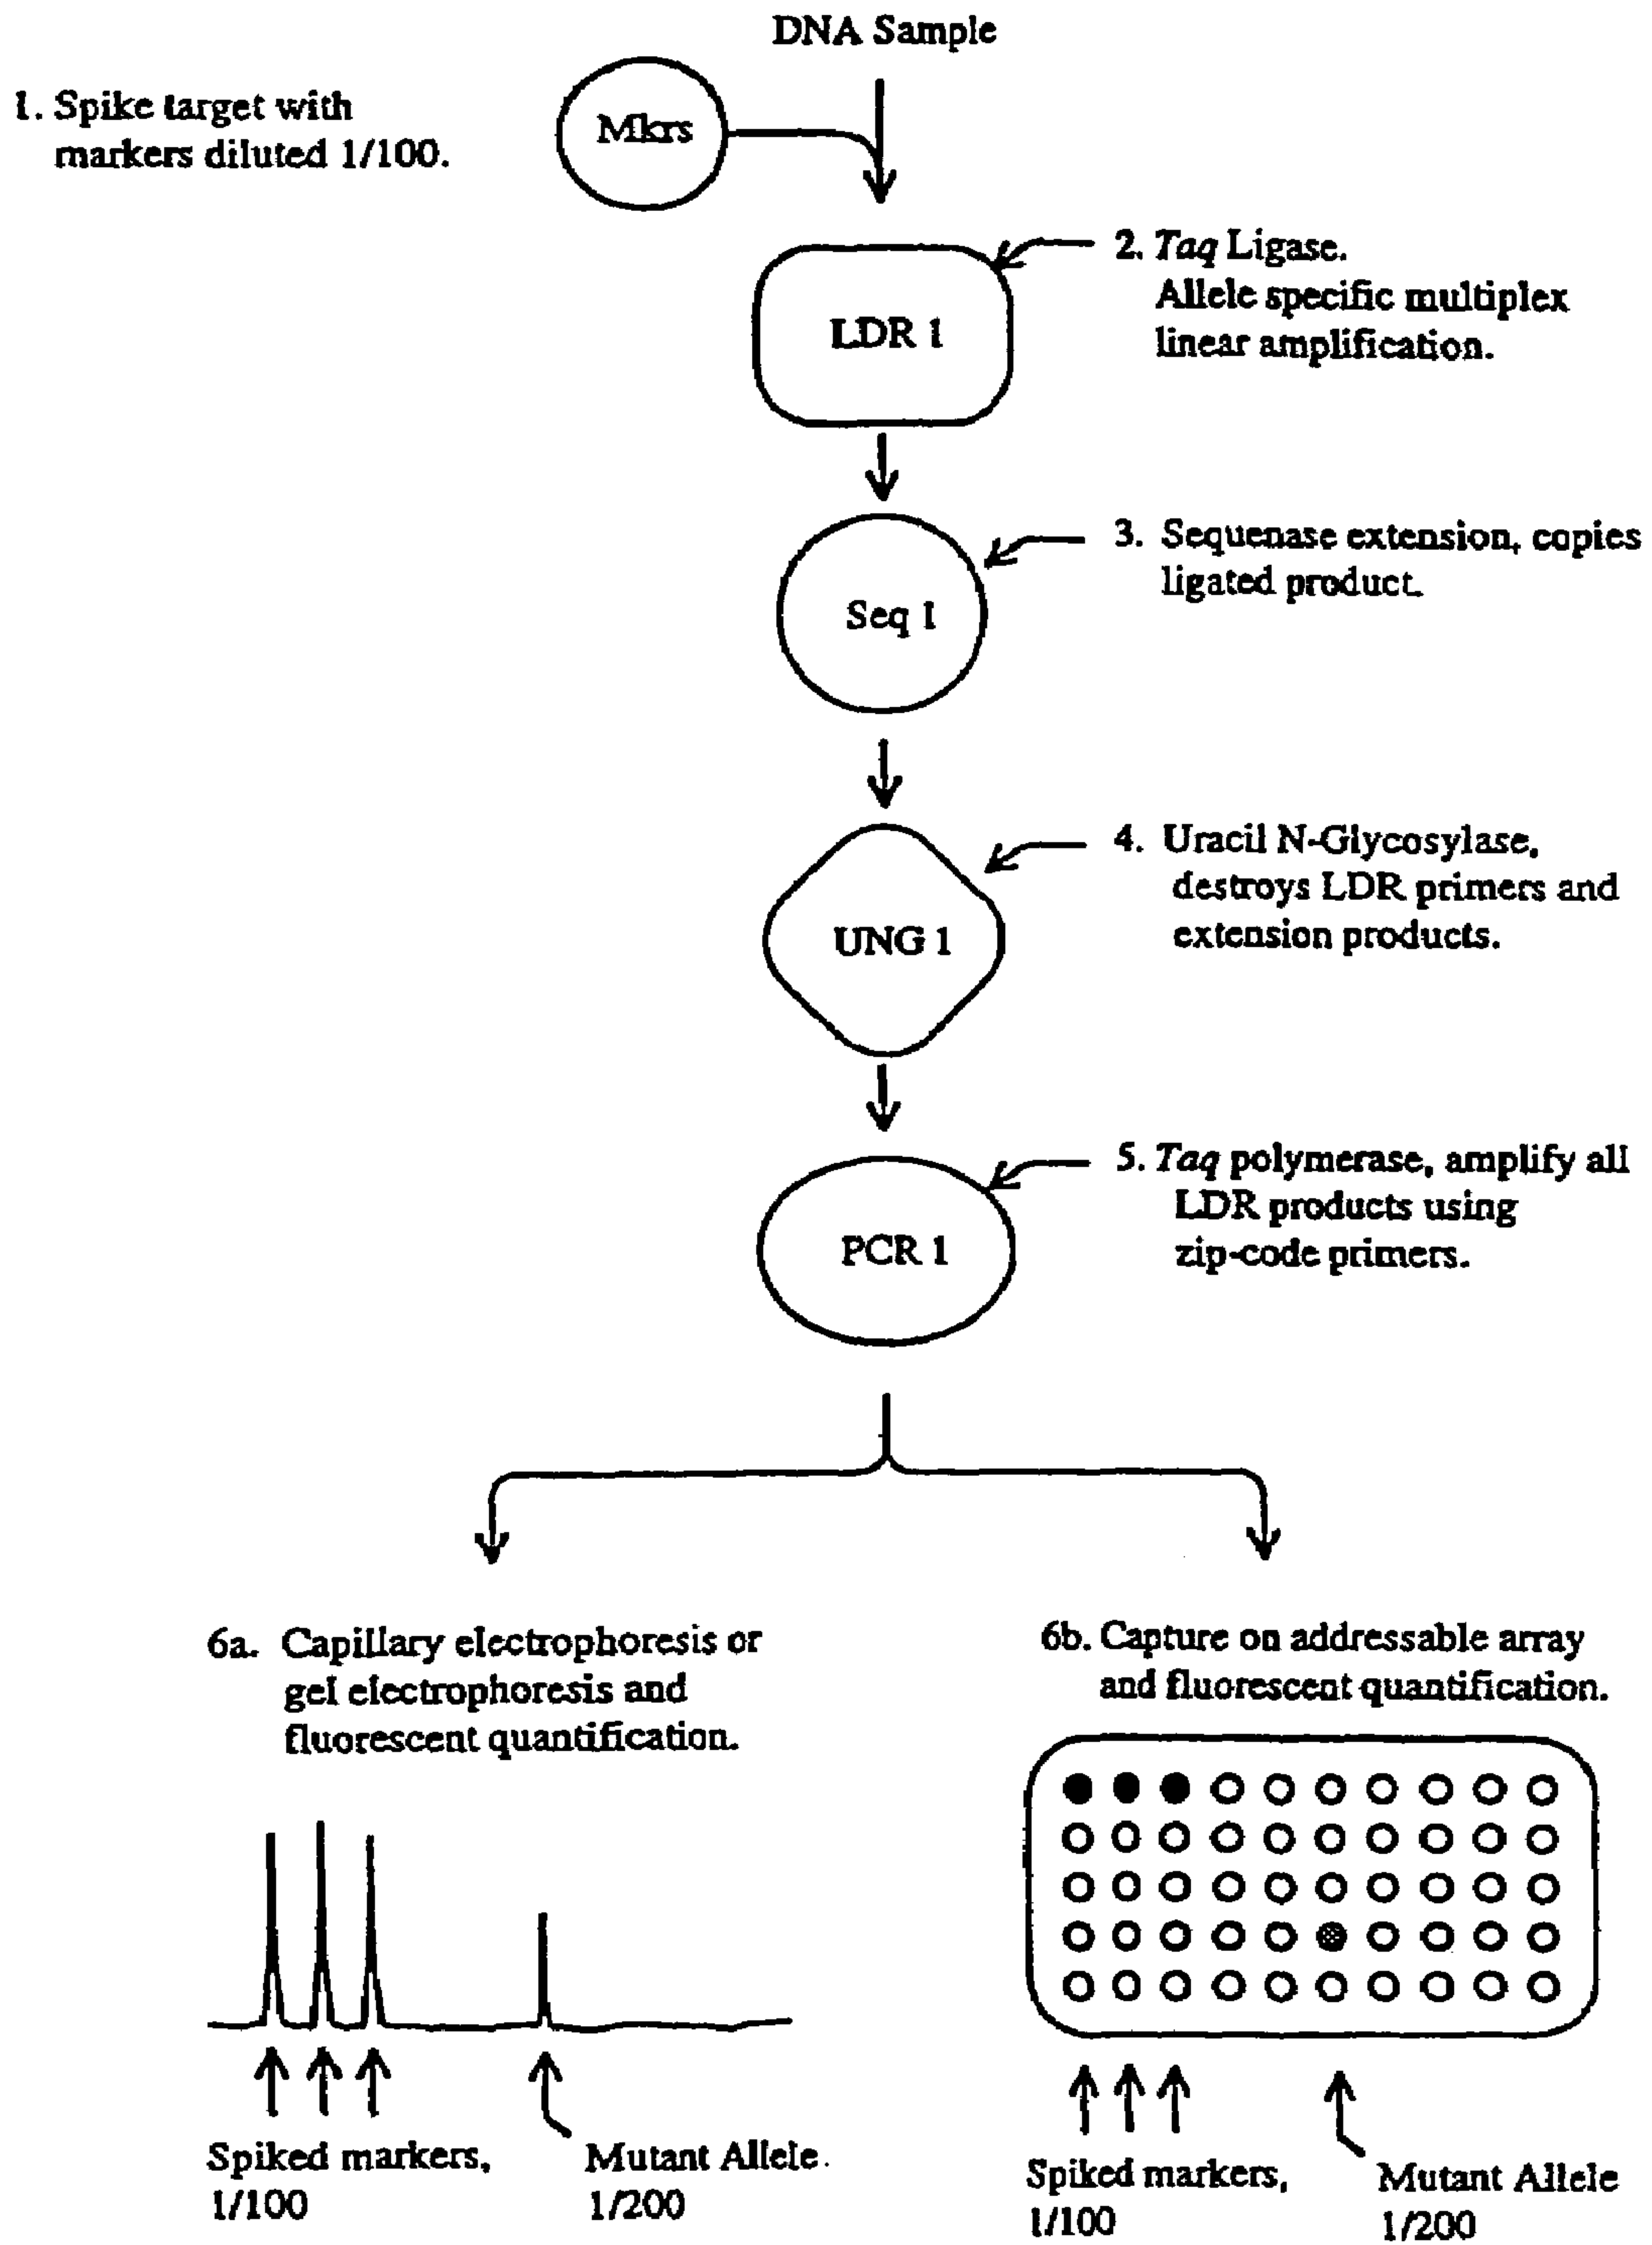 DNA Sample
1. Spike target with
markers diluted 1/100.
Mkrs
2. Taq Ligase.
Allele specific multiplex
linear amplification.
LDR 1
3. Sequenase extension, copies
ligated product.
Seq 1
4. Uracil N-Glycosylase,
destroys LDR primers and
extension products.
UNG 1
5. Taq polymerase, amplify all
LDR products using
zip-code primers.
PCR 1
6a. Capillary electrophoresis or
gel electrophoresis and
fluorescent quantification.
6b. Capture on addressable array
and fluorescent quantification.
Spiked markers,
1/100
Mutant Allele.
1/200
Spiked markers,
1/100
Mutant Allele
1/200